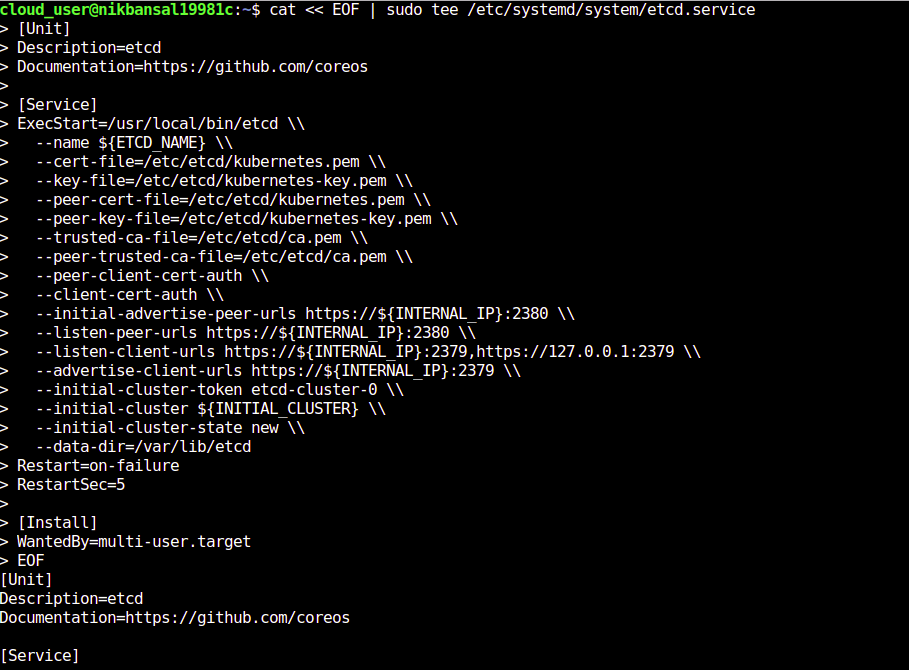 cloud_user@nikbansal19981c:~$ cat << EOF | sudo tee /etc/systemd/system/etcd.service
> [Unit]
> Description=etcd
> Documentation=https://github.com/coreos
>
> [Service]
> ExecStart=/usr/local/bin/etcd \\
>   --name ${ETCD_NAME} \\
>   --cert-file=/etc/etcd/kubernetes.pem \\
>   --key-file=/etc/etcd/kubernetes-key.pem \\
>   --peer-cert-file=/etc/etcd/kubernetes.pem \\
>   --peer-key-file=/etc/etcd/kubernetes-key.pem \\
>   --trusted-ca-file=/etc/etcd/ca.pem \\
>   --peer-trusted-ca-file=/etc/etcd/ca.pem \\
>   --peer-client-cert-auth \\
>   --client-cert-auth \\
>   --initial-advertise-peer-urls https://${INTERNAL_IP}:2380 \\
>   --listen-peer-urls https://${INTERNAL_IP}:2380 \\
>   --listen-client-urls https://${INTERNAL_IP}:2379,https://127.0.0.1:2379 \\
>   --advertise-client-urls https://${INTERNAL_IP}:2379 \\
>   --initial-cluster-token etcd-cluster-0 \\
>   --initial-cluster ${INITIAL_CLUSTER} \\
>   --initial-cluster-state new \\
>   --data-dir=/var/lib/etcd
> Restart=on-failure
> RestartSec=5
>
> [Install]
> WantedBy=multi-user.target
> EOF
[Unit]
Description=etcd
Documentation=https://github.com/coreos

[Service]